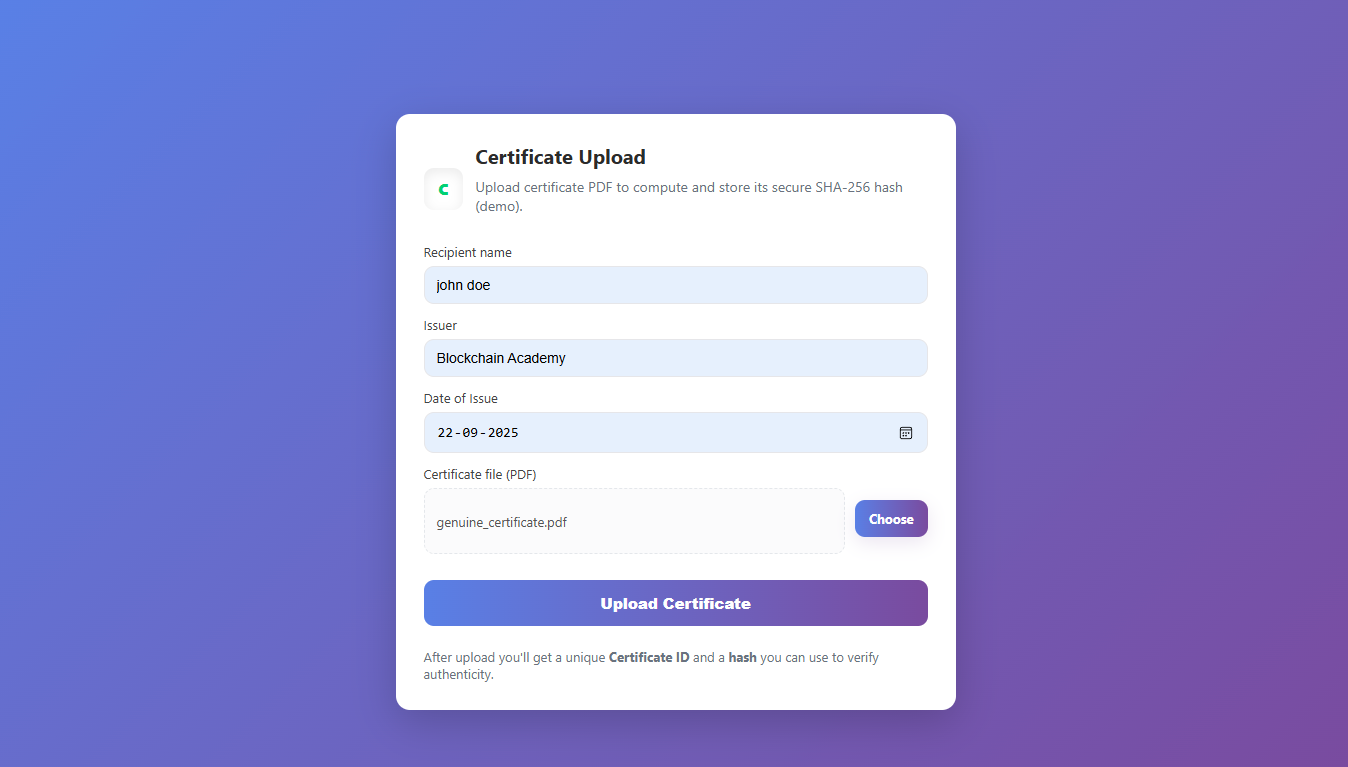 Certificate Upload
C
Upload certificate PDF to compute and store its secure SHA-256 hash
(demo).
Recipient name
john doe
Issuer
Blockchain Academy
Date of Issue
22-09-2025
Certificate file (PDF)
genuine_certificate.pdf
Choose
Upload Certificate
After upload you'll get a unique Certificate ID and a hash you can use to verify
authenticity.